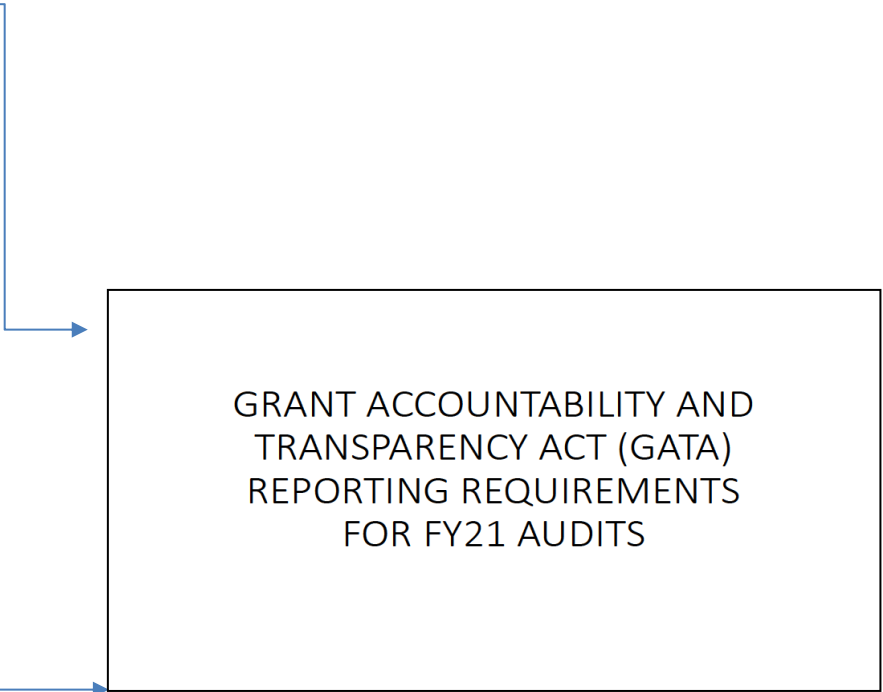 GRANT ACCOUNTABILITY AND
TRANSPARENCY ACT (GATA)
REPORTING REQUIREMENTS
FOR FY21 AUDITS